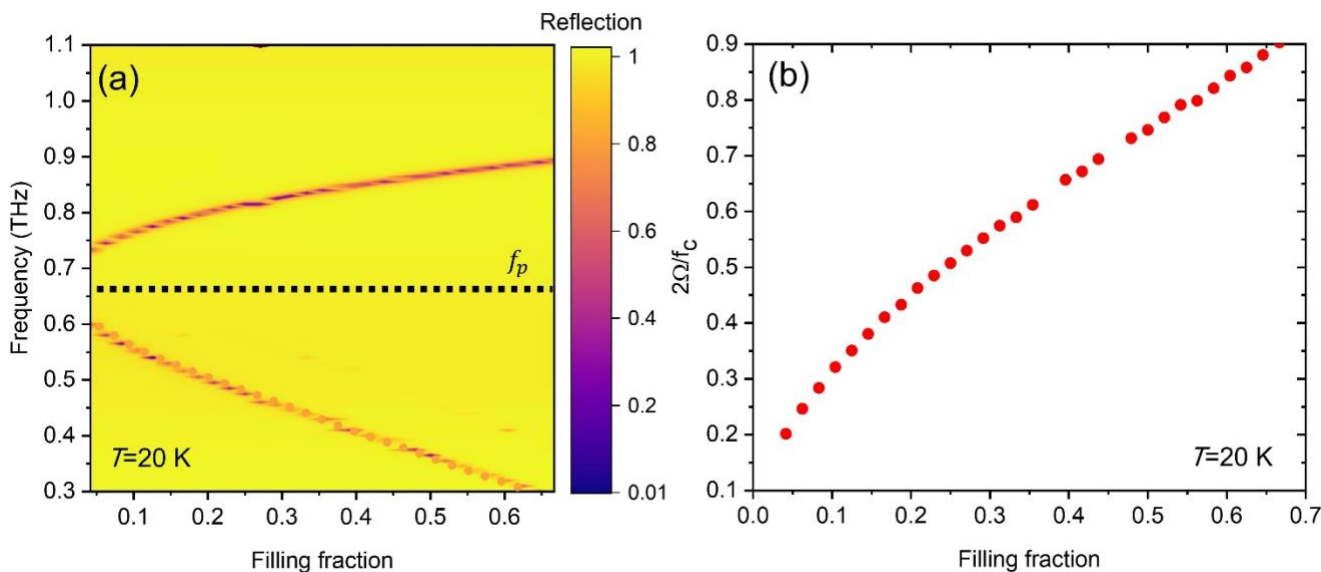 Reflection
(a)
Frequency (THz)
1.1
1.0
0.9
0.8
0.7
0.6
0.5
0.4
0.3
f_p
T=20 K
0.1 0.2 0.3 0.4 0.5 0.6
Filling fraction
1
0.8
0.6
0.4
0.2
0.01
(b)
2Ω/f_C
0.9
0.8
0.7
0.6
0.5
0.4
0.3
0.2
0.1
T=20 K
0.0 0.1 0.2 0.3 0.4 0.5 0.6 0.7
Filling fraction